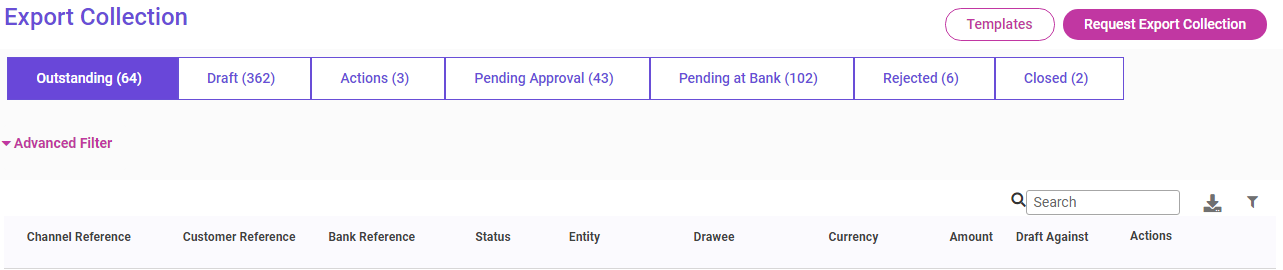 Export Collection
Templates
Request Export Collection
Outstanding (64) Draft (362) Actions (3) Pending Approval (43) Pending at Bank (102) Rejected (6) Closed (2)
Advanced Filter
Search
Channel Reference Customer Reference Bank Reference Status Entity Drawee Currency Amount Draft Against Actions